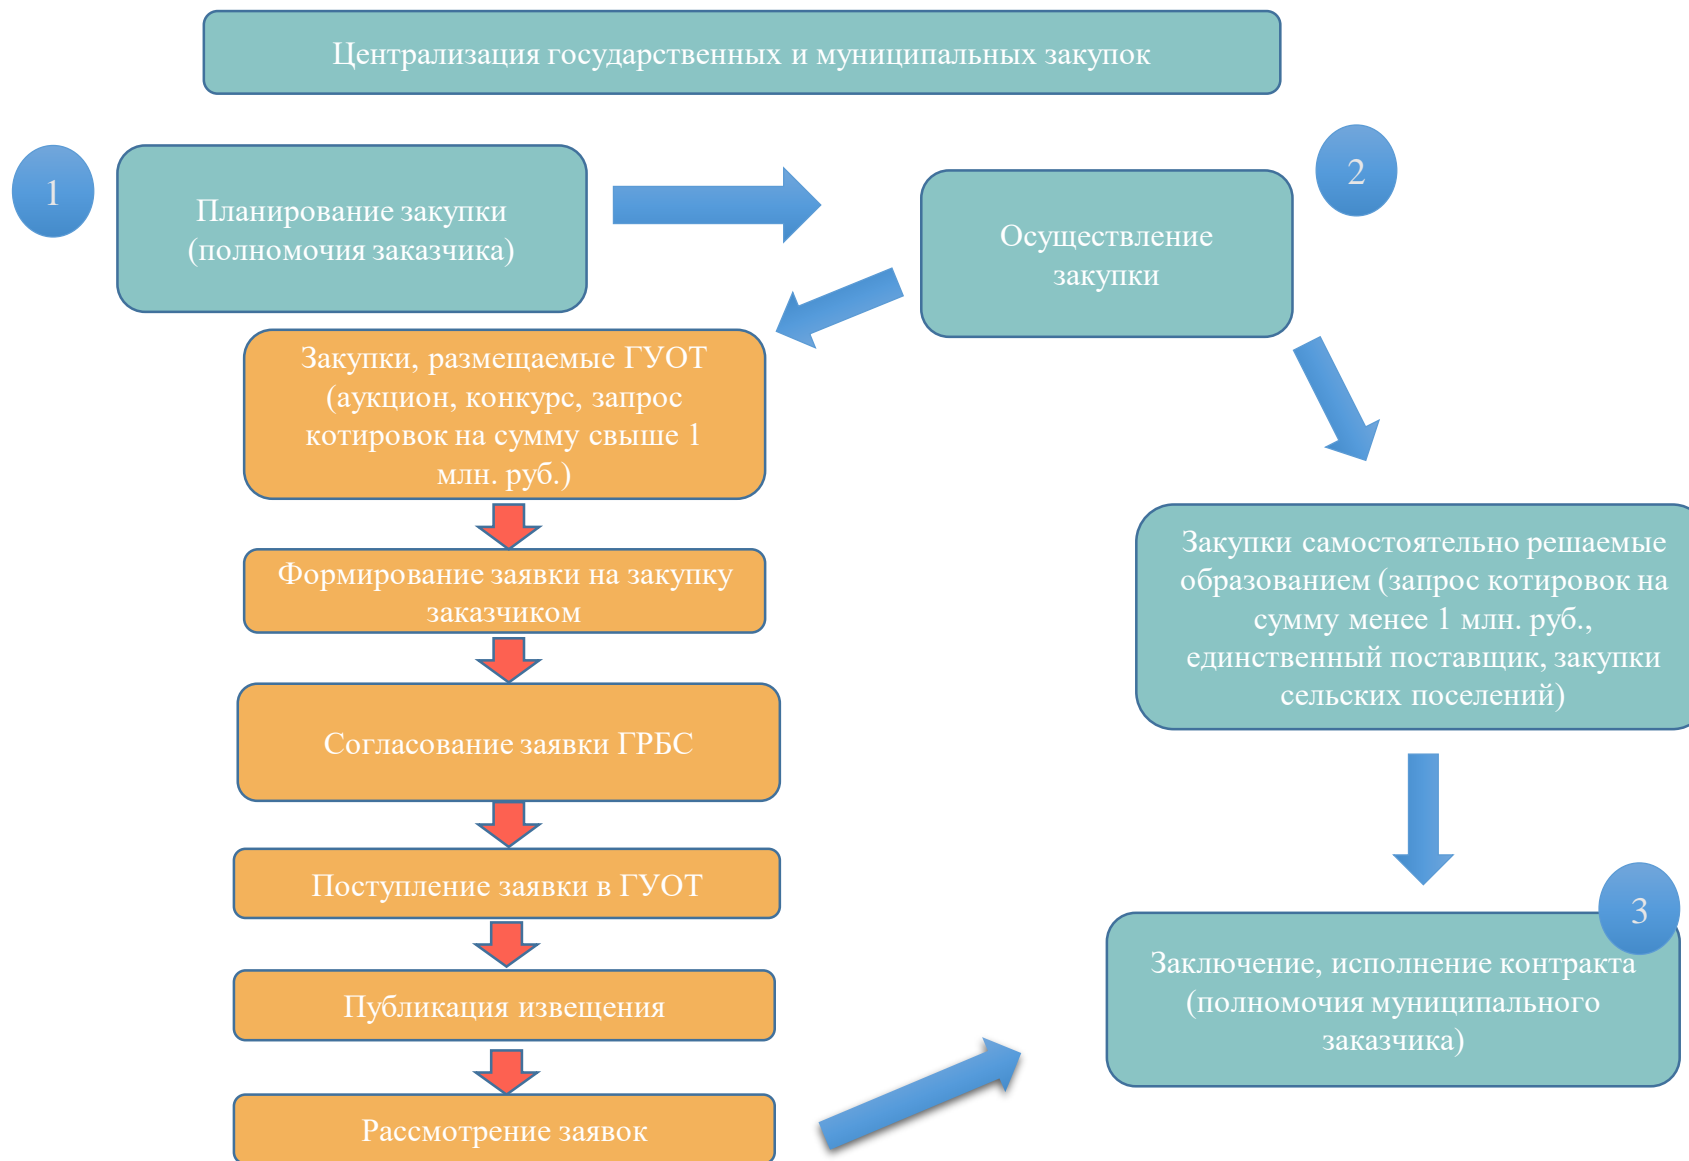 Централизация государственных и муниципальных закупок
1
Планирование закупки
(полномочия заказчика)
2
Осуществление
закупки
Закупки, размещаемые ГУОТ
(аукцион, конкурс, запрос
котировок на сумму свыше 1
млн. руб.)
Формирование заявки на закупку
заказчиком
Согласование заявки ГРБС
Поступление заявки в ГУОТ
Публикация извещения
Рассмотрение заявок
Закупки самостоятельно решаемые
образованием (запрос котировок на
сумму менее 1 млн. руб.,
единственный поставщик, закупки
сельских поселений)
3
Заключение, исполнение контракта
(полномочия муниципального
заказчика)